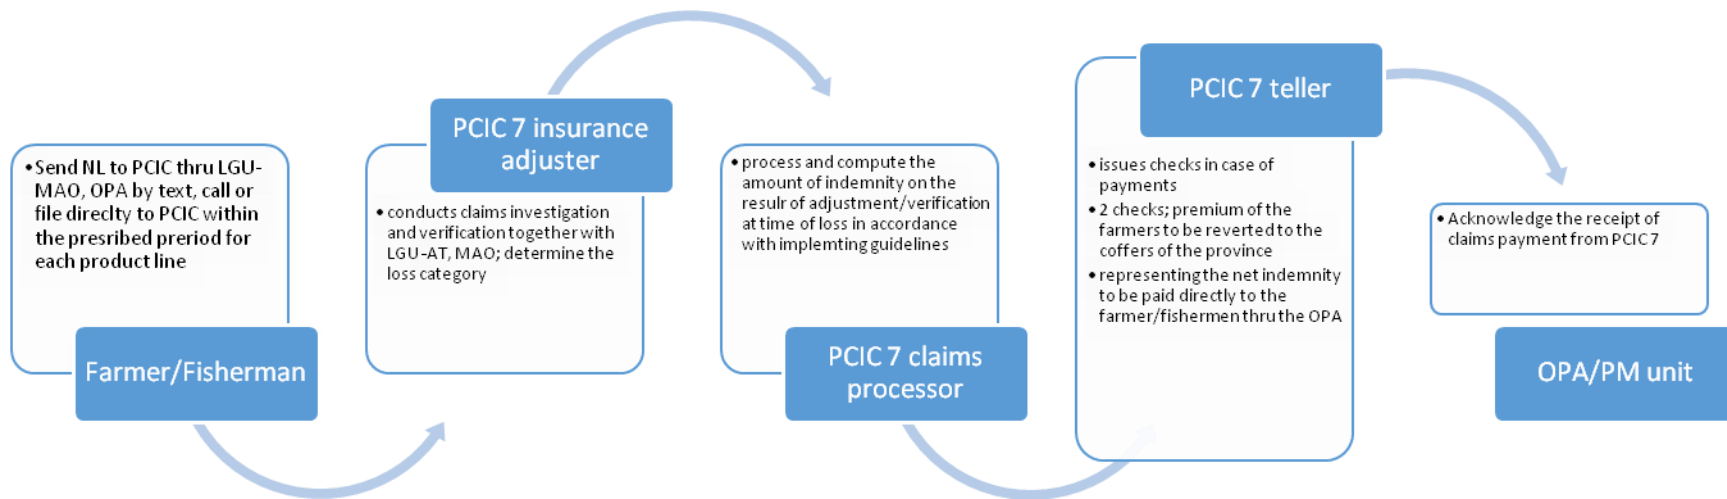 • Send NL to PCIC thru LGU-
MAO, OPA by text, call or
file direclty to PCIC within
the presribed preriod for
each product line
Farmer/Fisherman
PCIC 7 insurance
adjuster
• conducts claims investigation
and verification together with
LGU-AT, MAO; determine the
loss category
• process and compute the
amount of indemnity on the
resulr of adjustment/verification
at time of loss in accordance
with implemting guidelines
PCIC 7 claims
processor
PCIC 7 teller
• issues checks in case of
payments
• 2 checks; premium of the
farmers to be reverted to the
coffers of the province
• representing the net indemnity
to be paid directly to the
farmer/fishermen thru the OPA
• Acknowledge the receipt of
claims payment from PCIC 7
OPA/PM unit